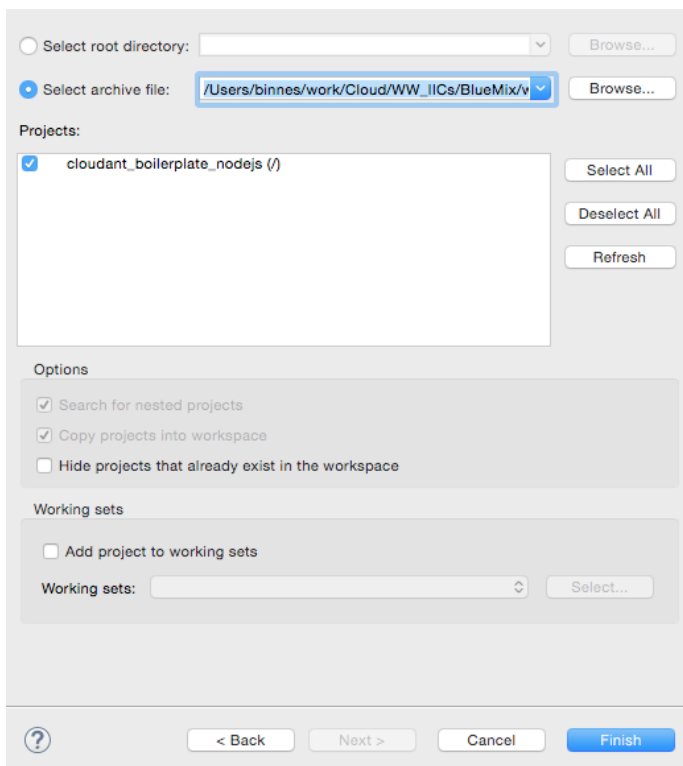 Select root directory: Browse...
Select archive file: /Users/binnes/work/Cloud/WW_IICs/BlueMix/v Browse...
Projects:
cloudant_boilerplate_nodejs (/)
Select All
Deselect All
Refresh
Options
Search for nested projects
Copy projects into workspace
Hide projects that already exist in the workspace
Working sets
Add project to working sets
Working sets: Select...
? < Back Next > Cancel Finish